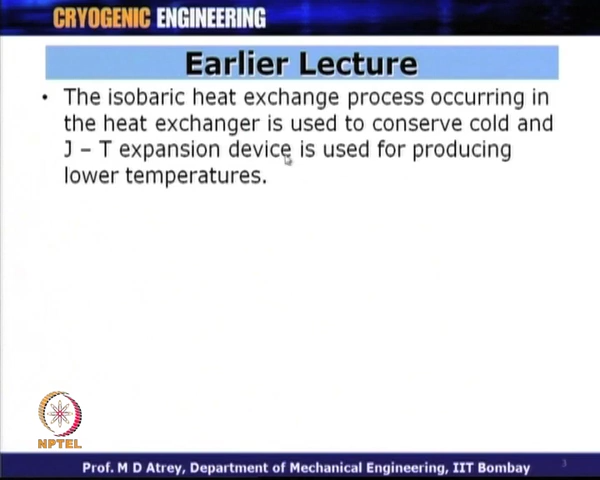 CRYOGENIC ENGINEERING
Earlier Lecture
• The isobaric heat exchange process occurring in
the heat exchanger is used to conserve cold and
J – T expansion device is used for producing
lower temperatures.
NPTEL
Prof. M D Atrey, Department of Mechanical Engineering, IIT Bombay
3